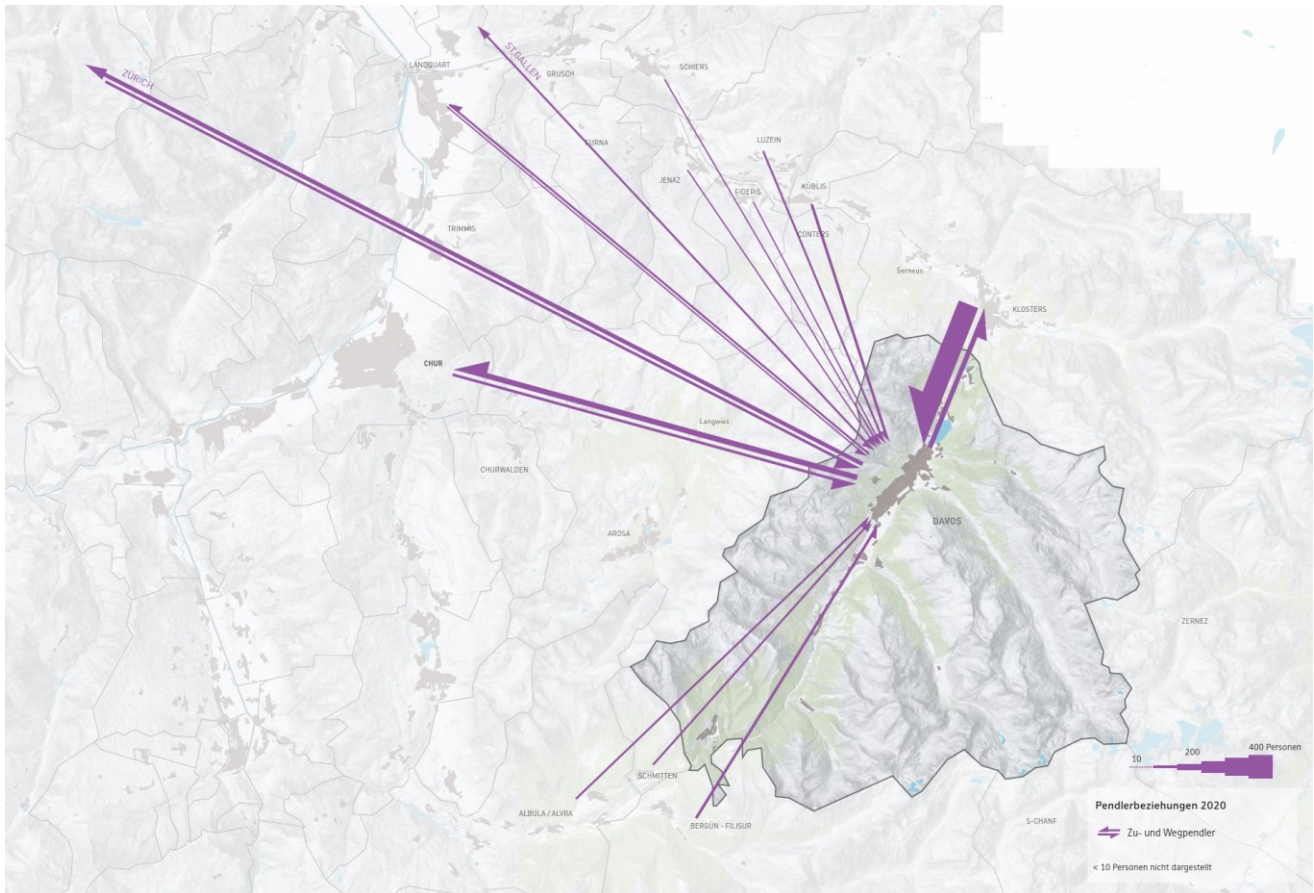 ZÜRICH
ST.GALLEN
LANDQUART
GRÜSCH
SCHIERS
FURNA
LUZEIN
JENAZ
FIDERIS
KÜBLIS
CONTERS
TRIMMIS
Serneus
KLOSTERS
CHUR
Langwies
CHURWALDEN
AROSA
DAVOS
ZERNEZ
SCHMITTEN
ALBULA / ALVRA
BERGÜN - FILISUR
S-CHANF
10
200
400 Personen
Pendlerbeziehungen 2020
Zu- und Wegpendler
< 10 Personen nicht dargestellt